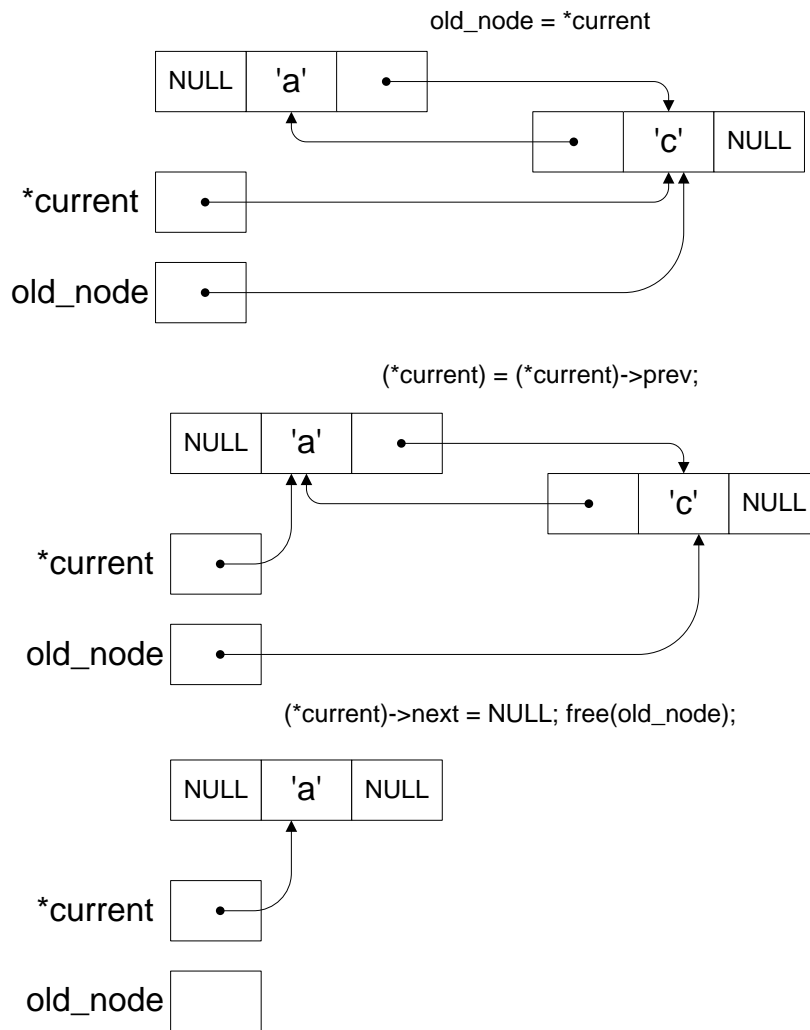 old_node = *current
NULL 'a'
'c' NULL
*current
old_node
(*current) = (*current)->prev;
NULL 'a'
'c' NULL
*current
old_node
(*current)->next = NULL; free(old_node);
NULL 'a' NULL
*current
old_node